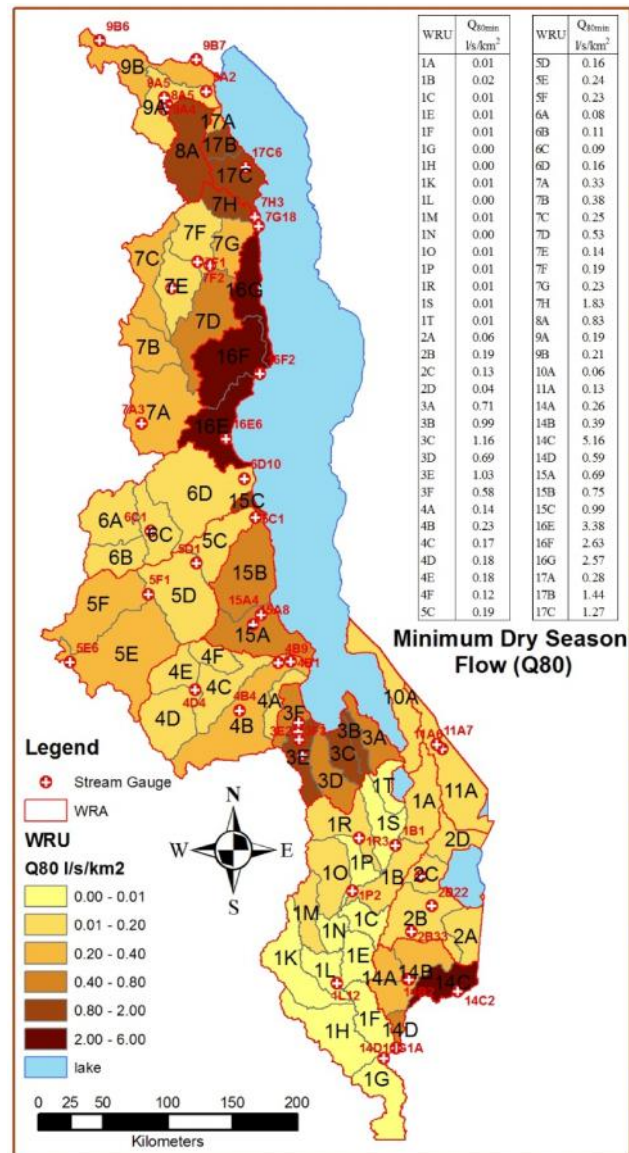 WRU Q80min l/s/km² WRU Q80min l/s/km²
1A 0.01 5D 0.16
1B 0.02 5E 0.24
1C 0.01 5F 0.23
1E 0.01 6A 0.08
1F 0.01 6B 0.11
1G 0.00 6C 0.09
1H 0.00 6D 0.16
1K 0.01 7A 0.33
1L 0.00 7B 0.38
1M 0.01 7C 0.25
1N 0.00 7D 0.53
1O 0.01 7E 0.14
1P 0.01 7F 0.19
1R 0.01 7G 0.23
1S 0.01 7H 1.83
1T 0.01 8A 0.83
2A 0.06 9A 0.19
2B 0.19 9B 0.21
2C 0.13 10A 0.06
2D 0.04 11A 0.13
3A 0.71 14A 0.26
3B 0.99 14B 0.39
3C 1.16 14C 5.16
3D 0.69 14D 0.59
3E 1.03 15A 0.69
3F 0.58 15B 0.75
4A 0.14 15C 0.99
4B 0.23 16E 3.38
4C 0.17 16F 2.63
4D 0.18 16G 2.57
4E 0.18 17A 0.28
4F 0.12 17B 1.44
5C 0.19 17C 1.27
Minimum Dry Season
Flow (Q80)
9B6
9B7
9B
9A5
8A5
9A
17A
17B
8A
17C6
17C
7H
7H3
7G18
7F
7G
7C
7F1
7F2
7E
16G
7D
7B
16F
16F2
7A
7A3
16E
16E6
6D10
6D
15C
6A
6C1
6C
5C1
6B
5C
5D1
15B
5F
5F1
5D
15A4
15A8
15A
5E
5E6
4F
4B9
4B1
4E
4C
4D4
4A
4B4
4D
4B
10A
3F
3B
3A
3C
3E
3D
11A6
11A7
1T
1A
11A
1R
1S
2D
1R3
1B1
1P
1B
2C
1O
1P2
2B22
1M
1C
2B
2A
1N
2B33
1K
1E
1L
14A
14B
14C
1L12
14C2
1F
1H
14D
1G
Legend
Stream Gauge
WRA
WRU
Q80 l/s/km2
0.00 - 0.01
0.01 - 0.20
0.20 - 0.40
0.40 - 0.80
0.80 - 2.00
2.00 - 6.00
lake
N
W E
S
0 25 50 100 150 200
Kilometers